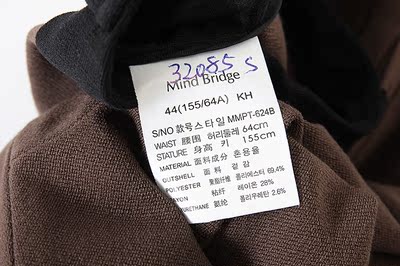 32085 S
Mind Bridge
44(155/64A) KH
S/NO 款号 스타일 MMPT-624B
WAIST 腰围 허리둘레 64cm
STATURE 身高 키 155cm
MATERIAL 面料成分 혼용율
OUTSHELL 面料 겉감
POLYESTER 聚酯纤维 폴리에스터 69.4%
RAYON 粘纤 레이온 28%
URETHANE 氨纶 폴리우레탄 2.6%